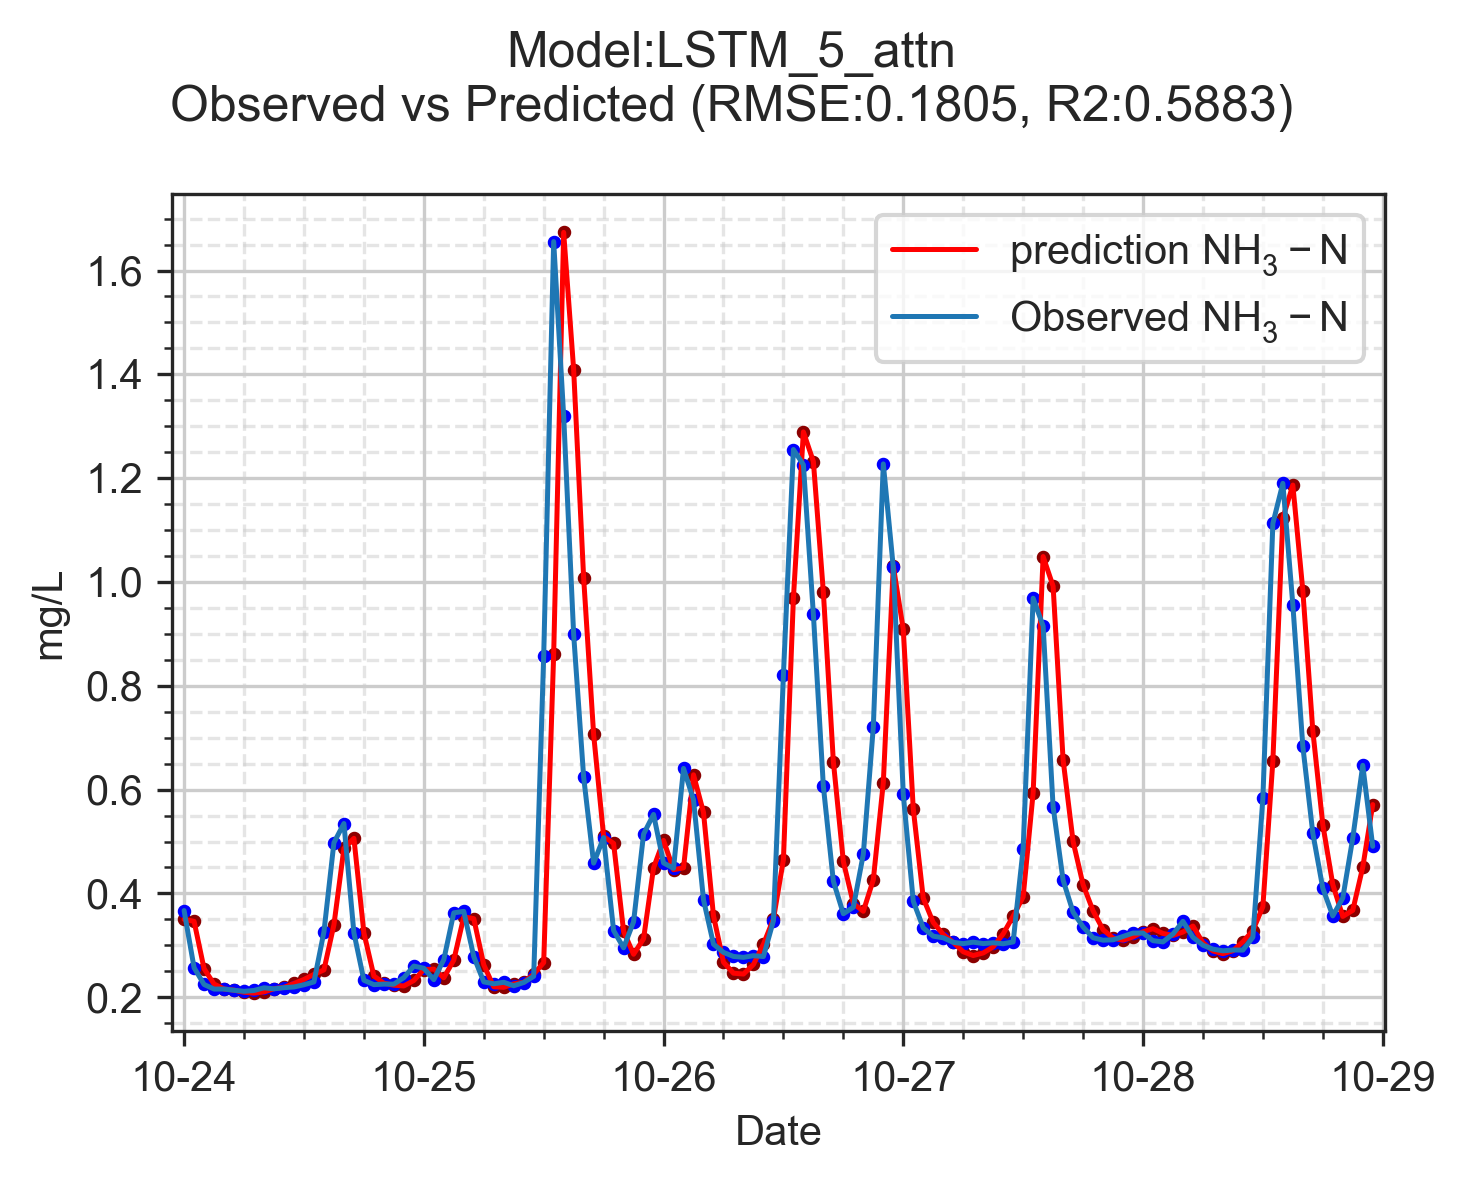 Model:LSTM_5_attn
Observed vs Predicted (RMSE:0.1805, R2:0.5883)
prediction NH₃ − N
Observed NH₃ − N
1.6
1.4
1.2
1.0
0.8
0.6
0.4
0.2
mg/L
10-24 10-25 10-26 10-27 10-28 10-29
Date